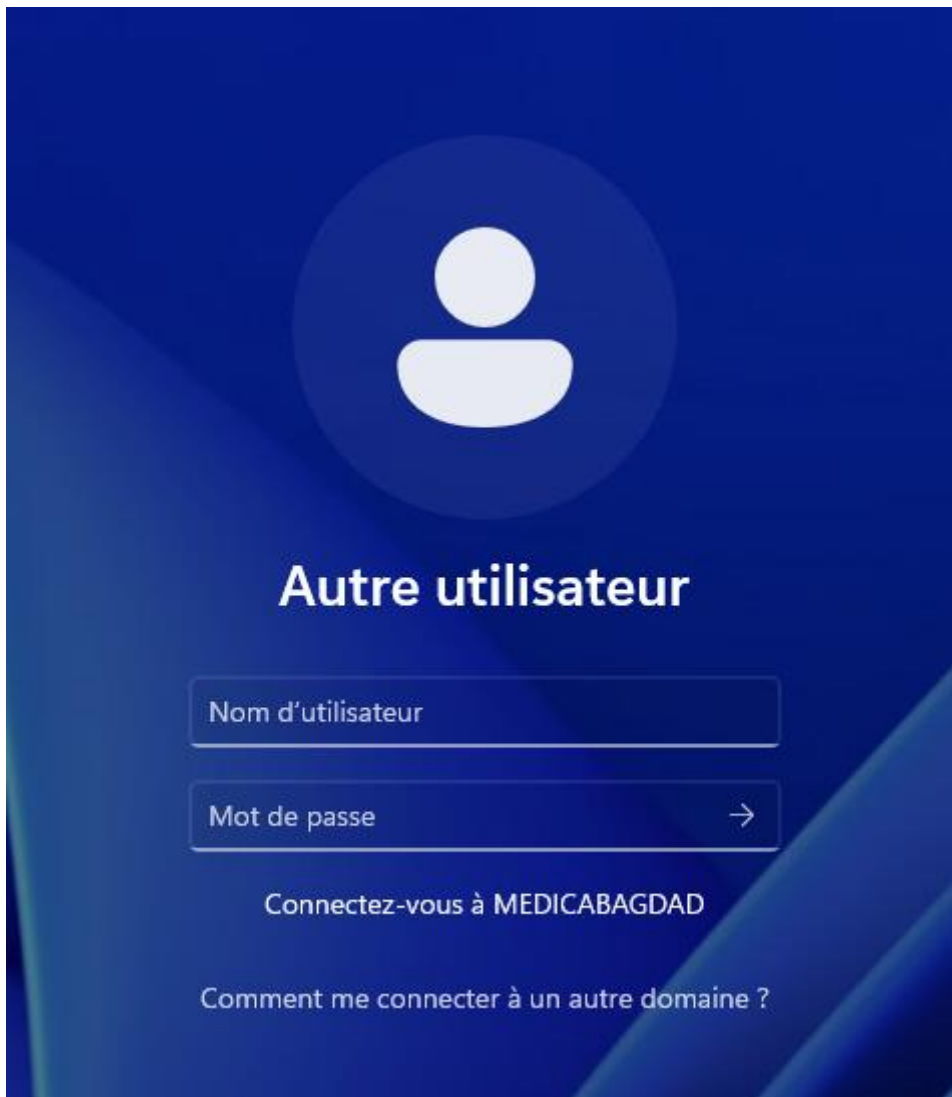 Autre utilisateur
Nom d’utilisateur
Mot de passe
Connectez-vous à MEDICABAGDAD
Comment me connecter à un autre domaine ?